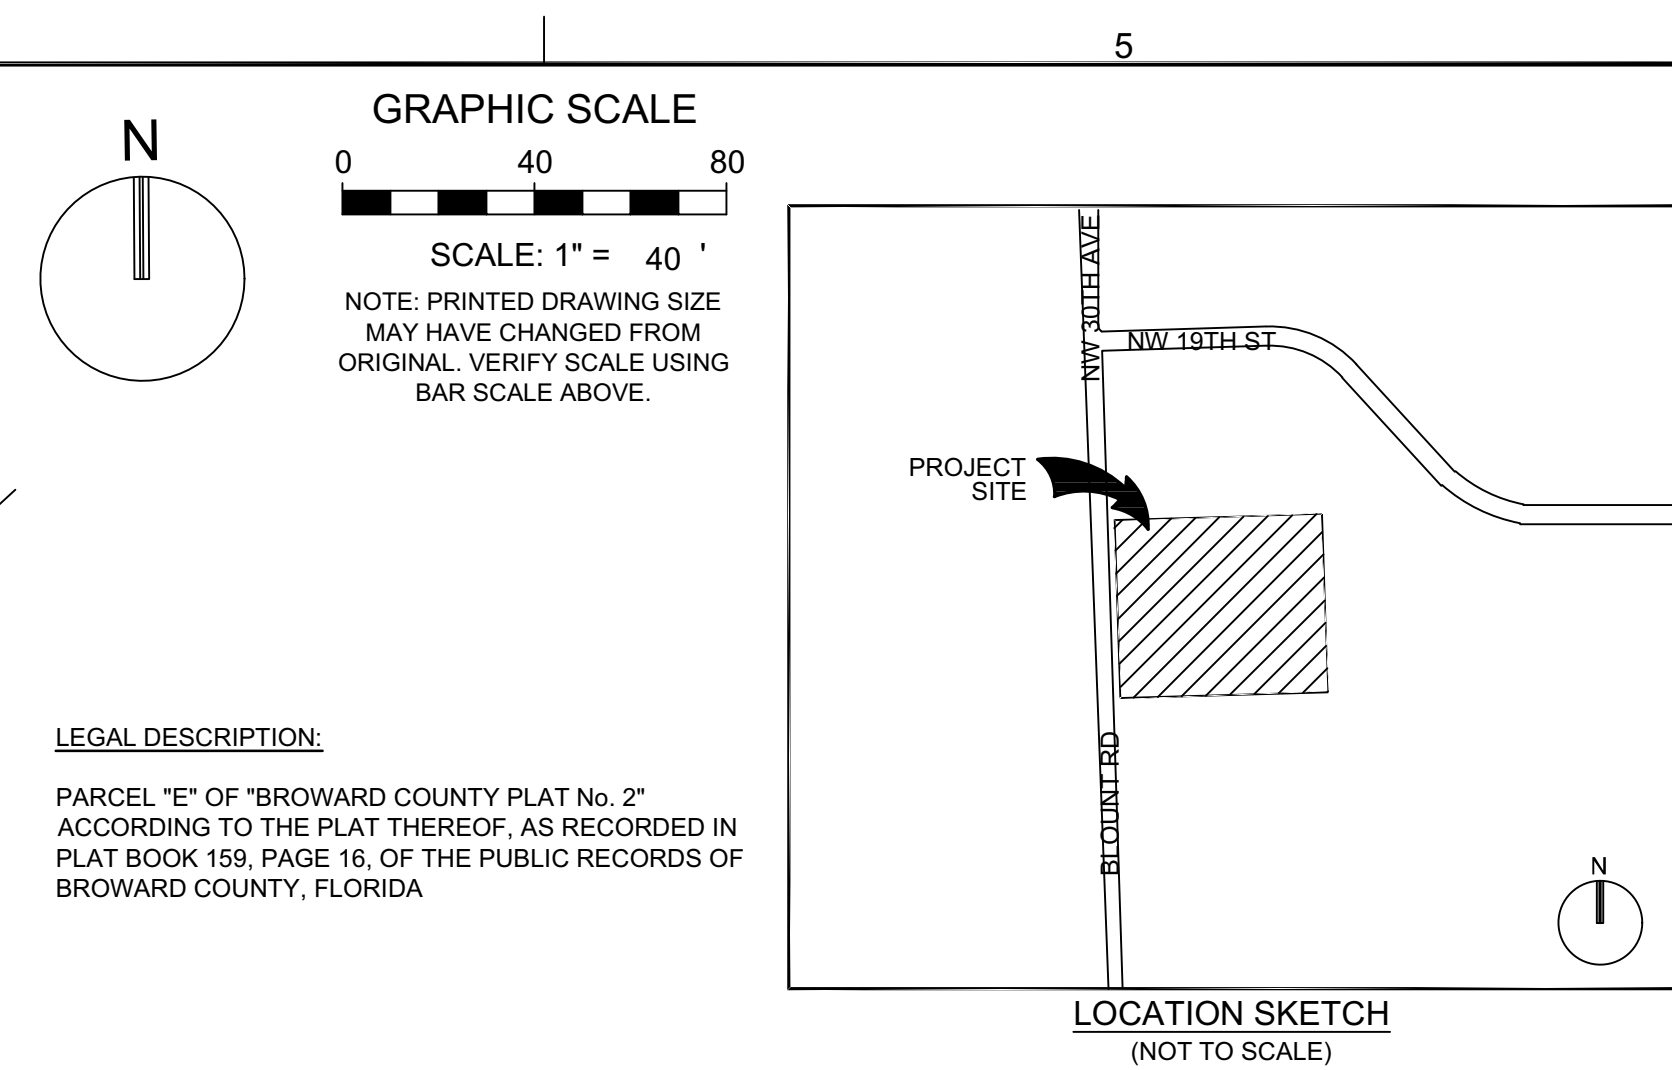 5
N
GRAPHIC SCALE
0 40 80
SCALE: 1" = 40 '
NOTE: PRINTED DRAWING SIZE
MAY HAVE CHANGED FROM
ORIGINAL. VERIFY SCALE USING
BAR SCALE ABOVE.
NW 30TH AVE
NW 19TH ST
PROJECT
SITE
BLOUNT RD
N
LOCATION SKETCH
(NOT TO SCALE)
LEGAL DESCRIPTION:
PARCEL "E" OF "BROWARD COUNTY PLAT No. 2"
ACCORDING TO THE PLAT THEREOF, AS RECORDED IN
PLAT BOOK 159, PAGE 16, OF THE PUBLIC RECORDS OF
BROWARD COUNTY, FLORIDA